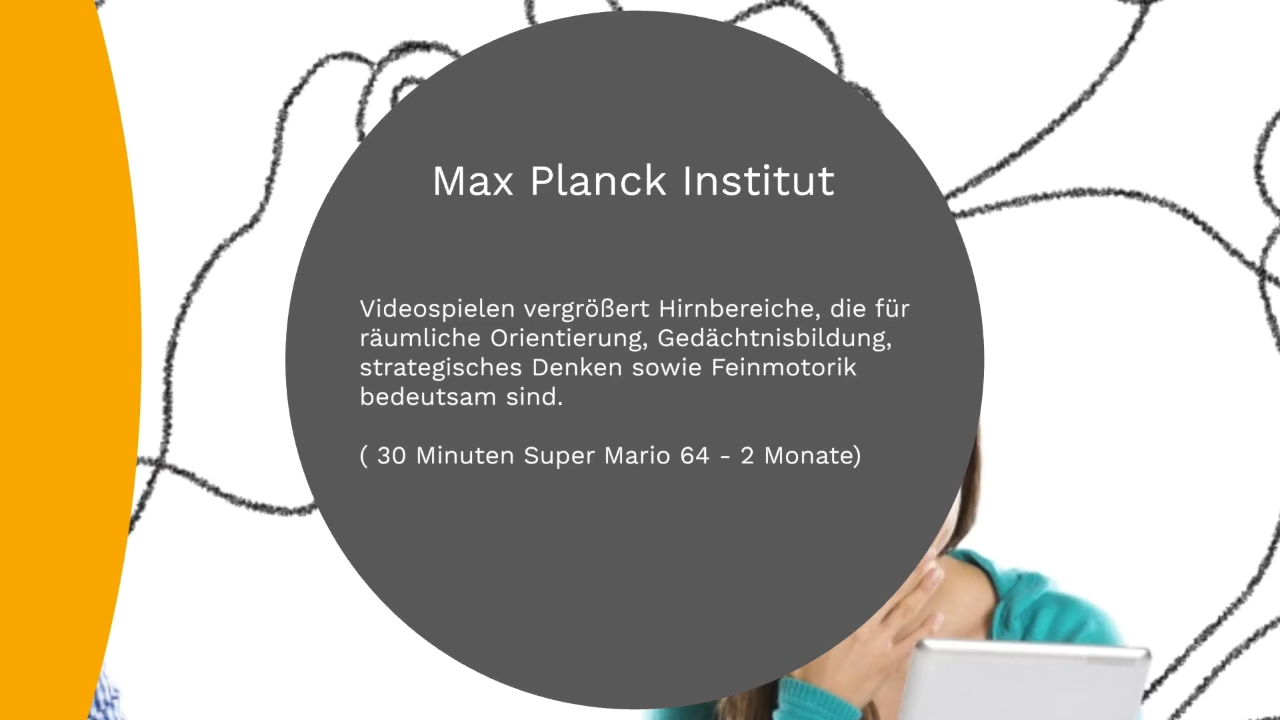 Max Planck Institut
Videospielen vergrößert Hirnbereiche, die für
räumliche Orientierung, Gedächtnisbildung,
strategisches Denken sowie Feinmotorik
bedeutsam sind.
( 30 Minuten Super Mario 64 - 2 Monate)